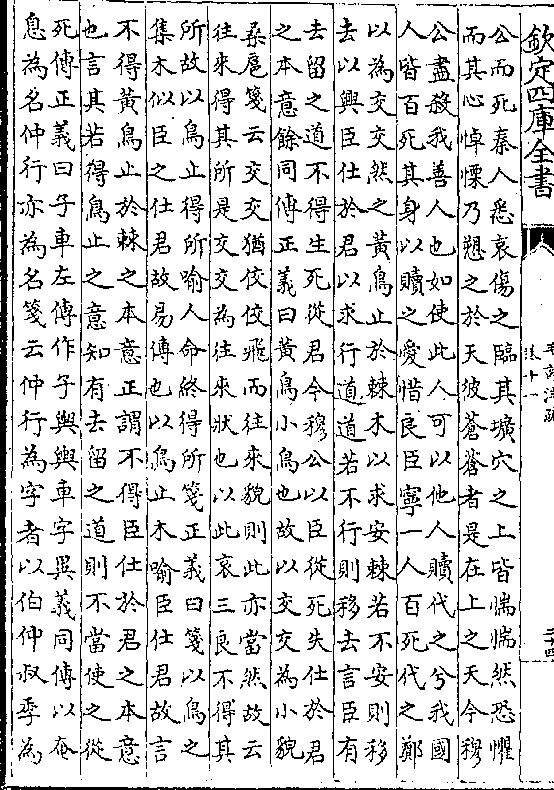 欽定四庫全書
毛詩注疏
卷十一
二十四
公而死秦人悉哀傷之臨其壙穴之上皆惴惴然恐懼
而其心悼慄乃愬之於天彼蒼蒼者是在上之天今穆
公盡殺我善人也如使此人可以他人贖代之兮我國
人皆百死其身以贖之愛惜良臣寧一人百死代之鄭
以為交交然之黃鳥止於棘木以求安棘若不安則移
去以興臣仕於君以求行道道若不行則移去言臣有
去留之道不得生死從君今穆公以臣從死失仕於君
之本意餘同傳正義曰黃鳥小鳥也故以交交為小貌
桑扈箋云交交猶佼佼飛而往來貌則此亦當然故云
往來得其所是交交為往來狀也以此哀三良不得其
所故以鳥止得所喻人命終得所箋正義曰箋以鳥之
集木似臣之仕君故易傳也以鳥止木喻臣仕君故言
不得黃鳥止於棘之本意正謂不得臣仕於君之本意
也言其若得鳥止之意知有去留之道則不當使之從
死傳正義曰子車左傳作子輿輿車字異義同傳以奄
息為名仲行亦為名箋云仲行為字者以伯仲叔季為